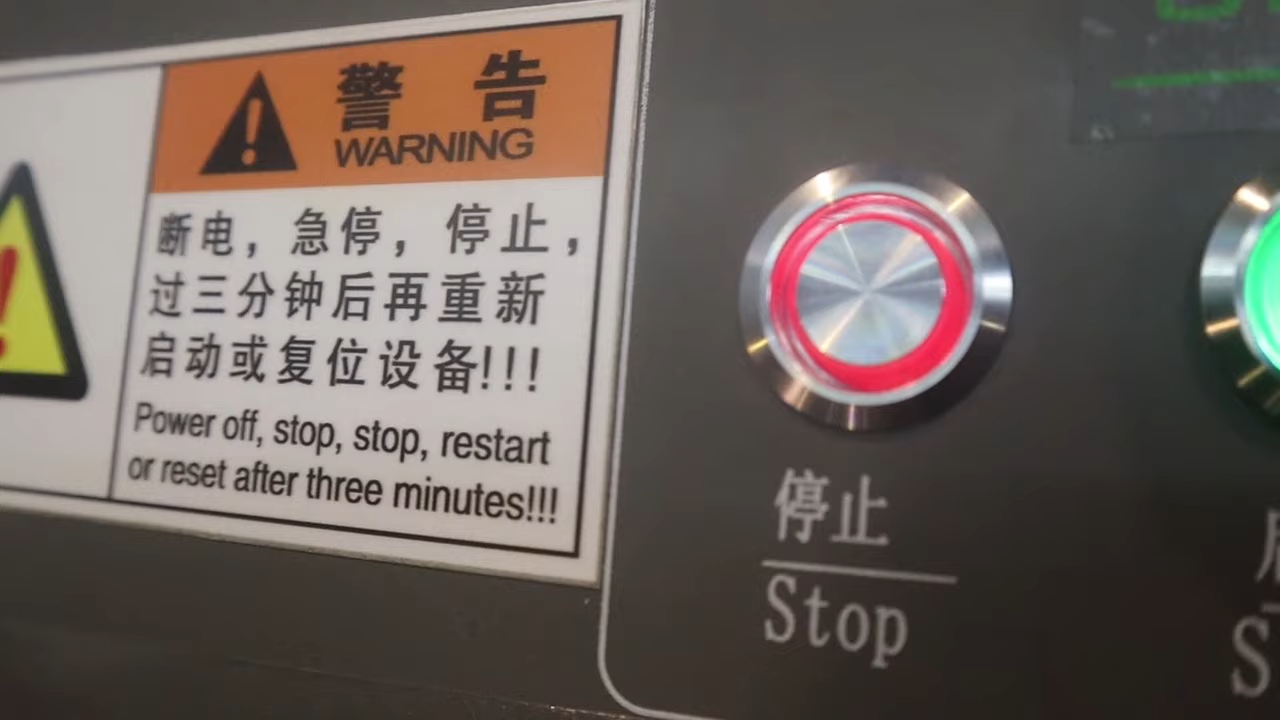 警 告
WARNING
断电，急停，停止，
过三分钟后再重新
启动或复位设备!!!
Power off, stop, stop, restart
or reset after three minutes!!!
停止
Stop